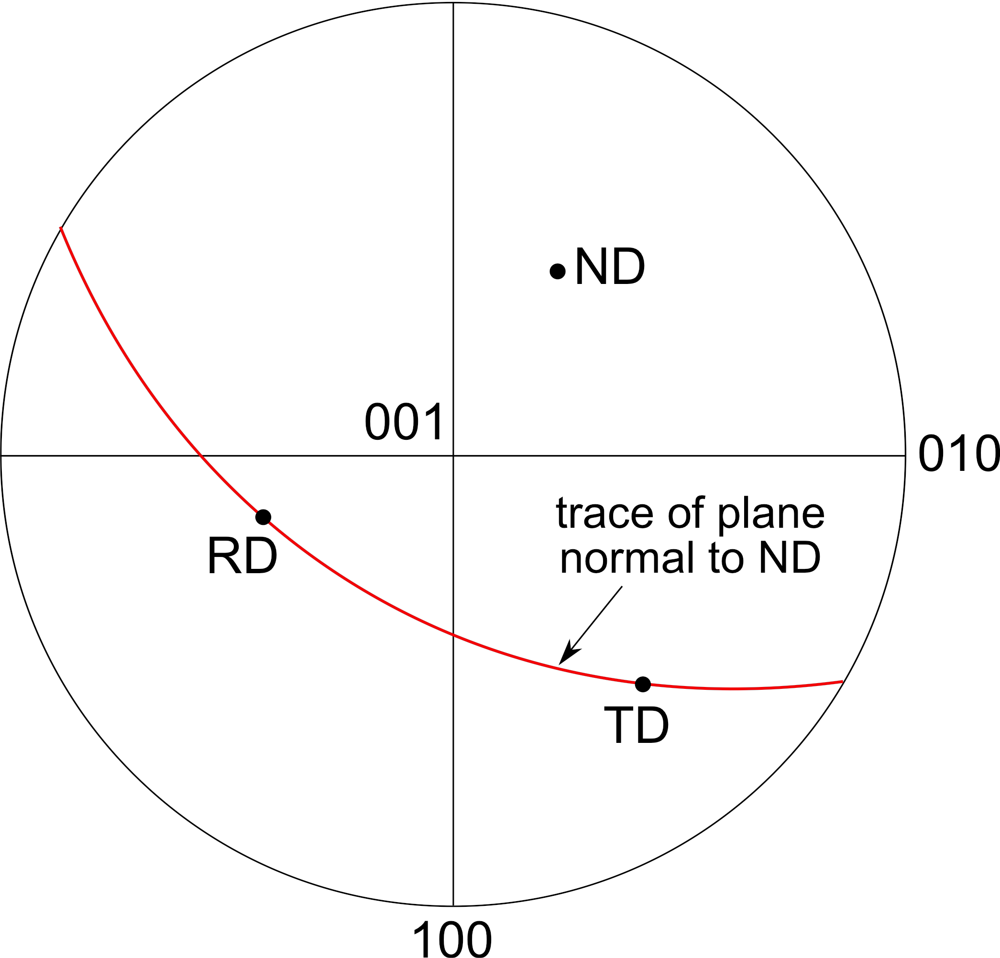 ND
001
010
trace of plane
normal to ND
RD
TD
100